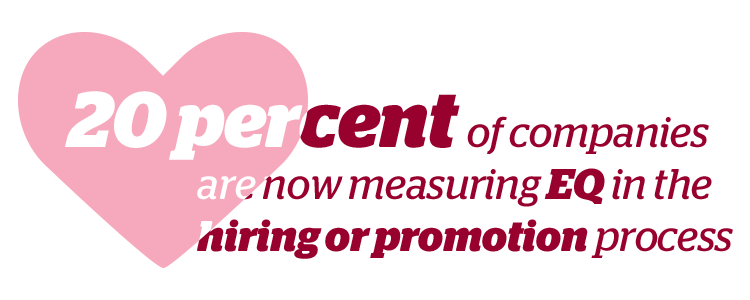 20 percent of companies
are now measuring EQ in the
hiring or promotion process